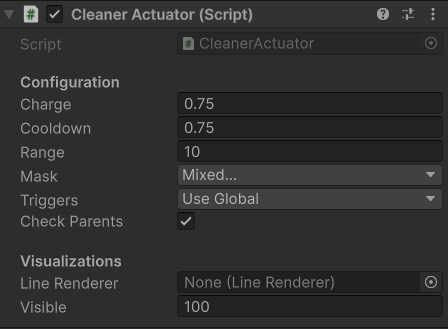 Cleaner Actuator (Script)
Script CleanerActuator
Configuration
Charge 0.75
Cooldown 0.75
Range 10
Mask Mixed...
Triggers Use Global
Check Parents
Visualizations
Line Renderer None (Line Renderer)
Visible 100